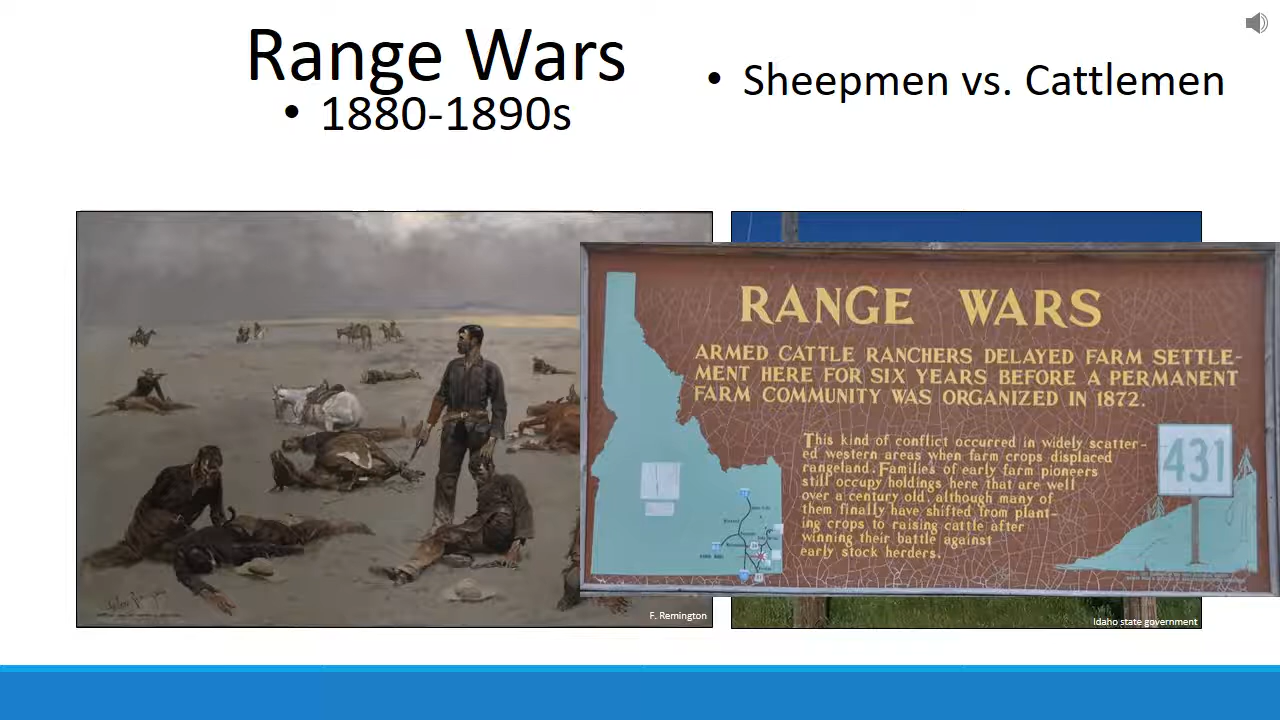 Range Wars
• 1880-1890s
• Sheepmen vs. Cattlemen
RANGE WARS
ARMED CATTLE RANCHERS DELAYED FARM SETTLE-
MENT HERE FOR SIX YEARS BEFORE A PERMANENT
FARM COMMUNITY WAS ORGANIZED IN 1872.
This kind of conflict occurred in widely scatter-
ed western areas when farm crops displaced
rangeland. Families of early farm pioneers
still occupy holdings here that are well
over a century old, although many of
them finally have shifted from plant-
ing crops to raising cattle after
winning their battle against
early stock herders.
431
F. Remington
Idaho state government